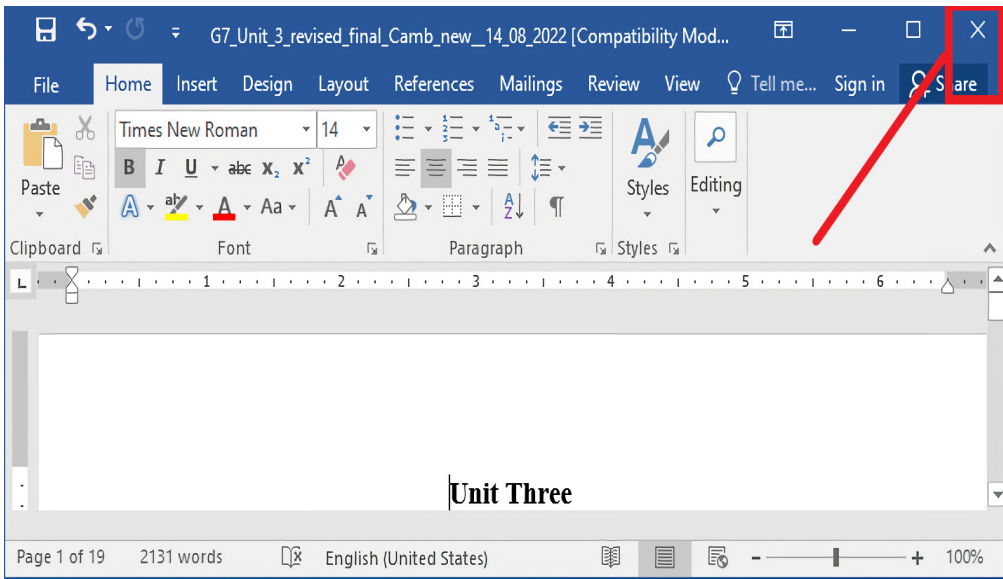 G7_Unit_3_revised_final_Camb_new__14_08_2022 [Compatibility Mod...
File Home Insert Design Layout References Mailings Review View Tell me... Sign in
Times New Roman 14
Paste B I U abc X₂ X² Styles Editing
A aby A Aa A A A Z
Clipboard Font Paragraph Styles
L 1 2 3 4 5 6
Unit Three
Page 1 of 19 2131 words English (United States) 100%